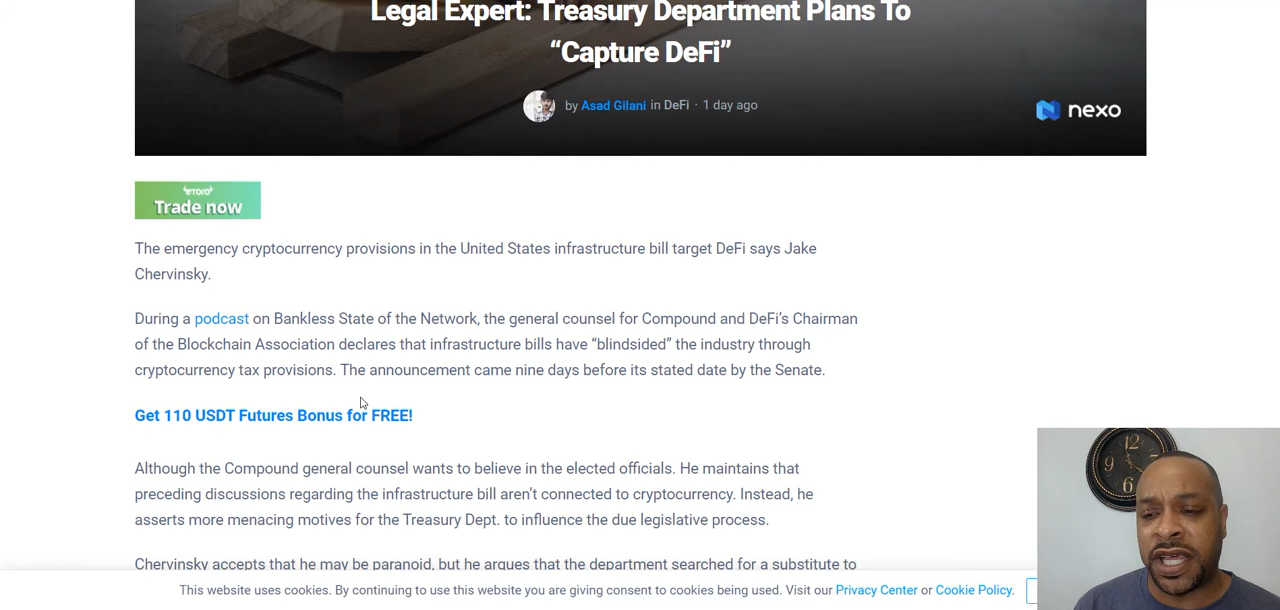 Legal Expert: Treasury Department Plans To
“Capture DeFi”
by Asad Gilani in DeFi · 1 day ago
nexo
eToro
Trade now
The emergency cryptocurrency provisions in the United States infrastructure bill target DeFi says Jake
Chervinsky.
During a podcast on Bankless State of the Network, the general counsel for Compound and DeFi’s Chairman
of the Blockchain Association declares that infrastructure bills have “blindsided” the industry through
cryptocurrency tax provisions. The announcement came nine days before its stated date by the Senate.
Get 110 USDT Futures Bonus for FREE!
Although the Compound general counsel wants to believe in the elected officials. He maintains that
preceding discussions regarding the infrastructure bill aren’t connected to cryptocurrency. Instead, he
asserts more menacing motives for the Treasury Dept. to influence the due legislative process.
Chervinsky accepts that he may be paranoid, but he argues that the department searched for a substitute to
This website uses cookies. By continuing to use this website you are giving consent to cookies being used. Visit our Privacy Center or Cookie Policy.
12
9
6